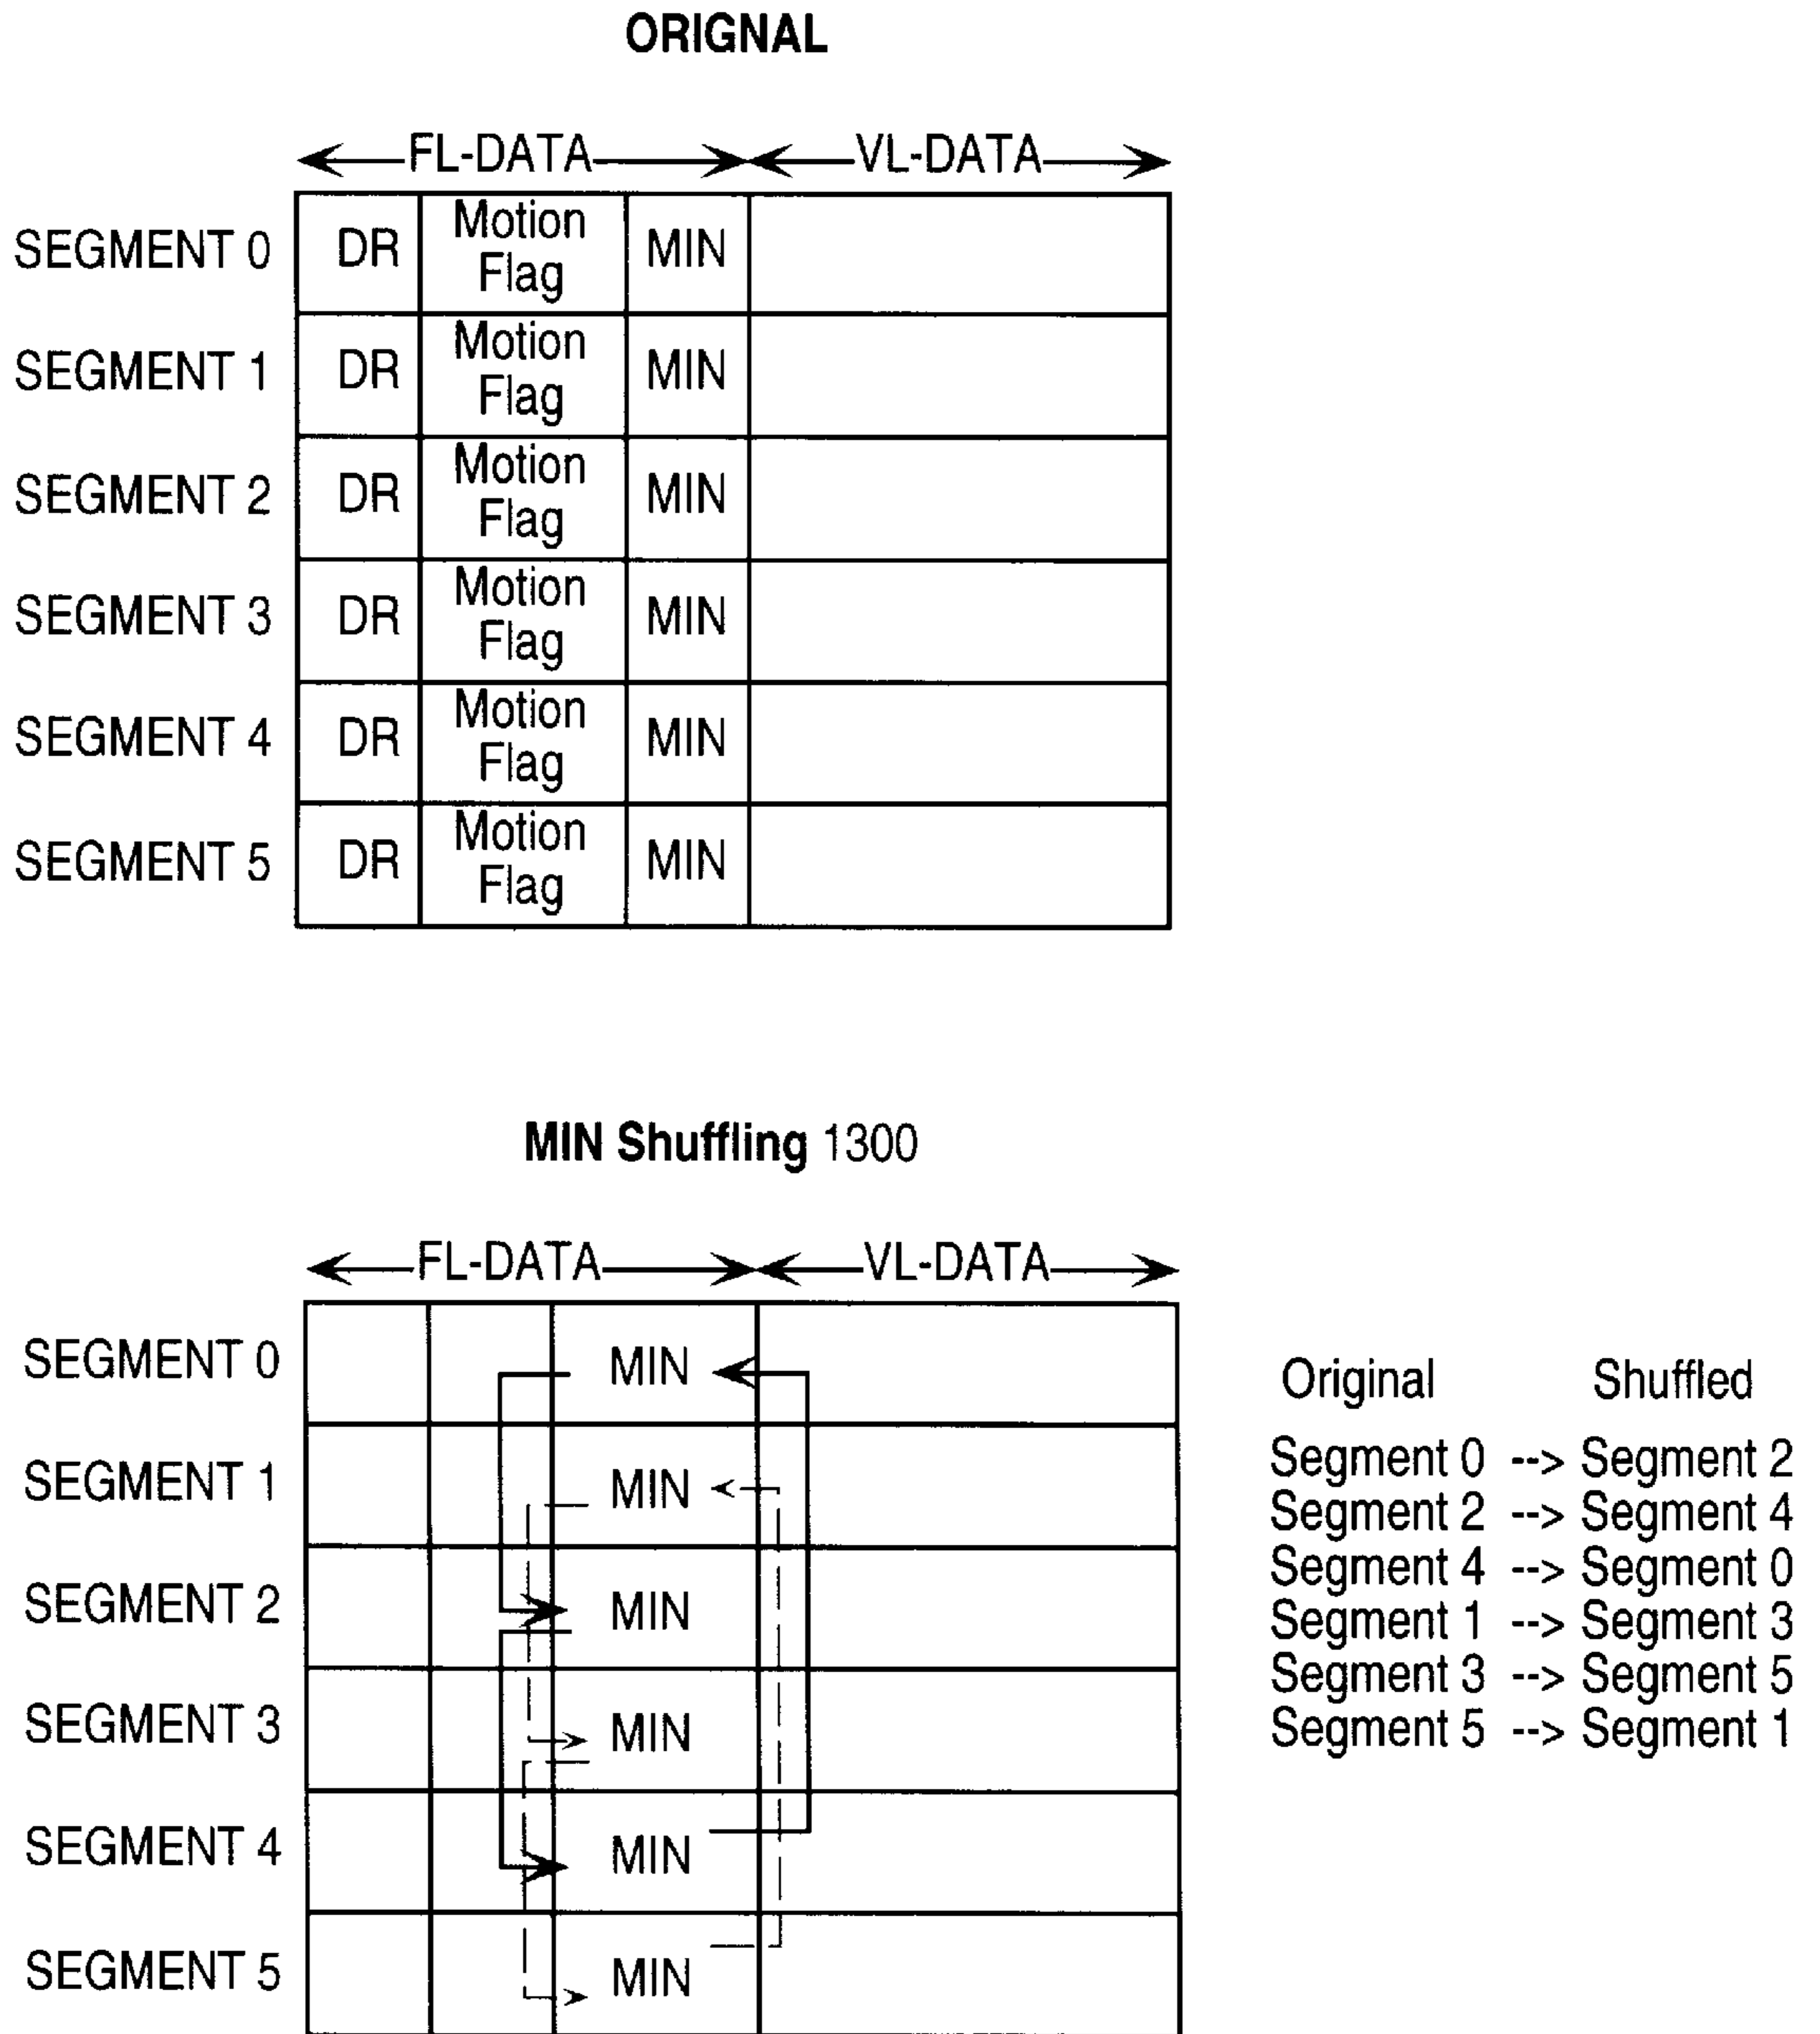 ORIGNAL
FL-DATA VL-DATA
SEGMENT 0 DR Motion Flag MIN
SEGMENT 1 DR Motion Flag MIN
SEGMENT 2 DR Motion Flag MIN
SEGMENT 3 DR Motion Flag MIN
SEGMENT 4 DR Motion Flag MIN
SEGMENT 5 DR Motion Flag MIN
MIN Shuffling 1300
FL-DATA VL-DATA
SEGMENT 0 MIN
SEGMENT 1 MIN
SEGMENT 2 MIN
SEGMENT 3 MIN
SEGMENT 4 MIN
SEGMENT 5 MIN
Original Shuffled
Segment 0 --> Segment 2
Segment 2 --> Segment 4
Segment 4 --> Segment 0
Segment 1 --> Segment 3
Segment 3 --> Segment 5
Segment 5 --> Segment 1